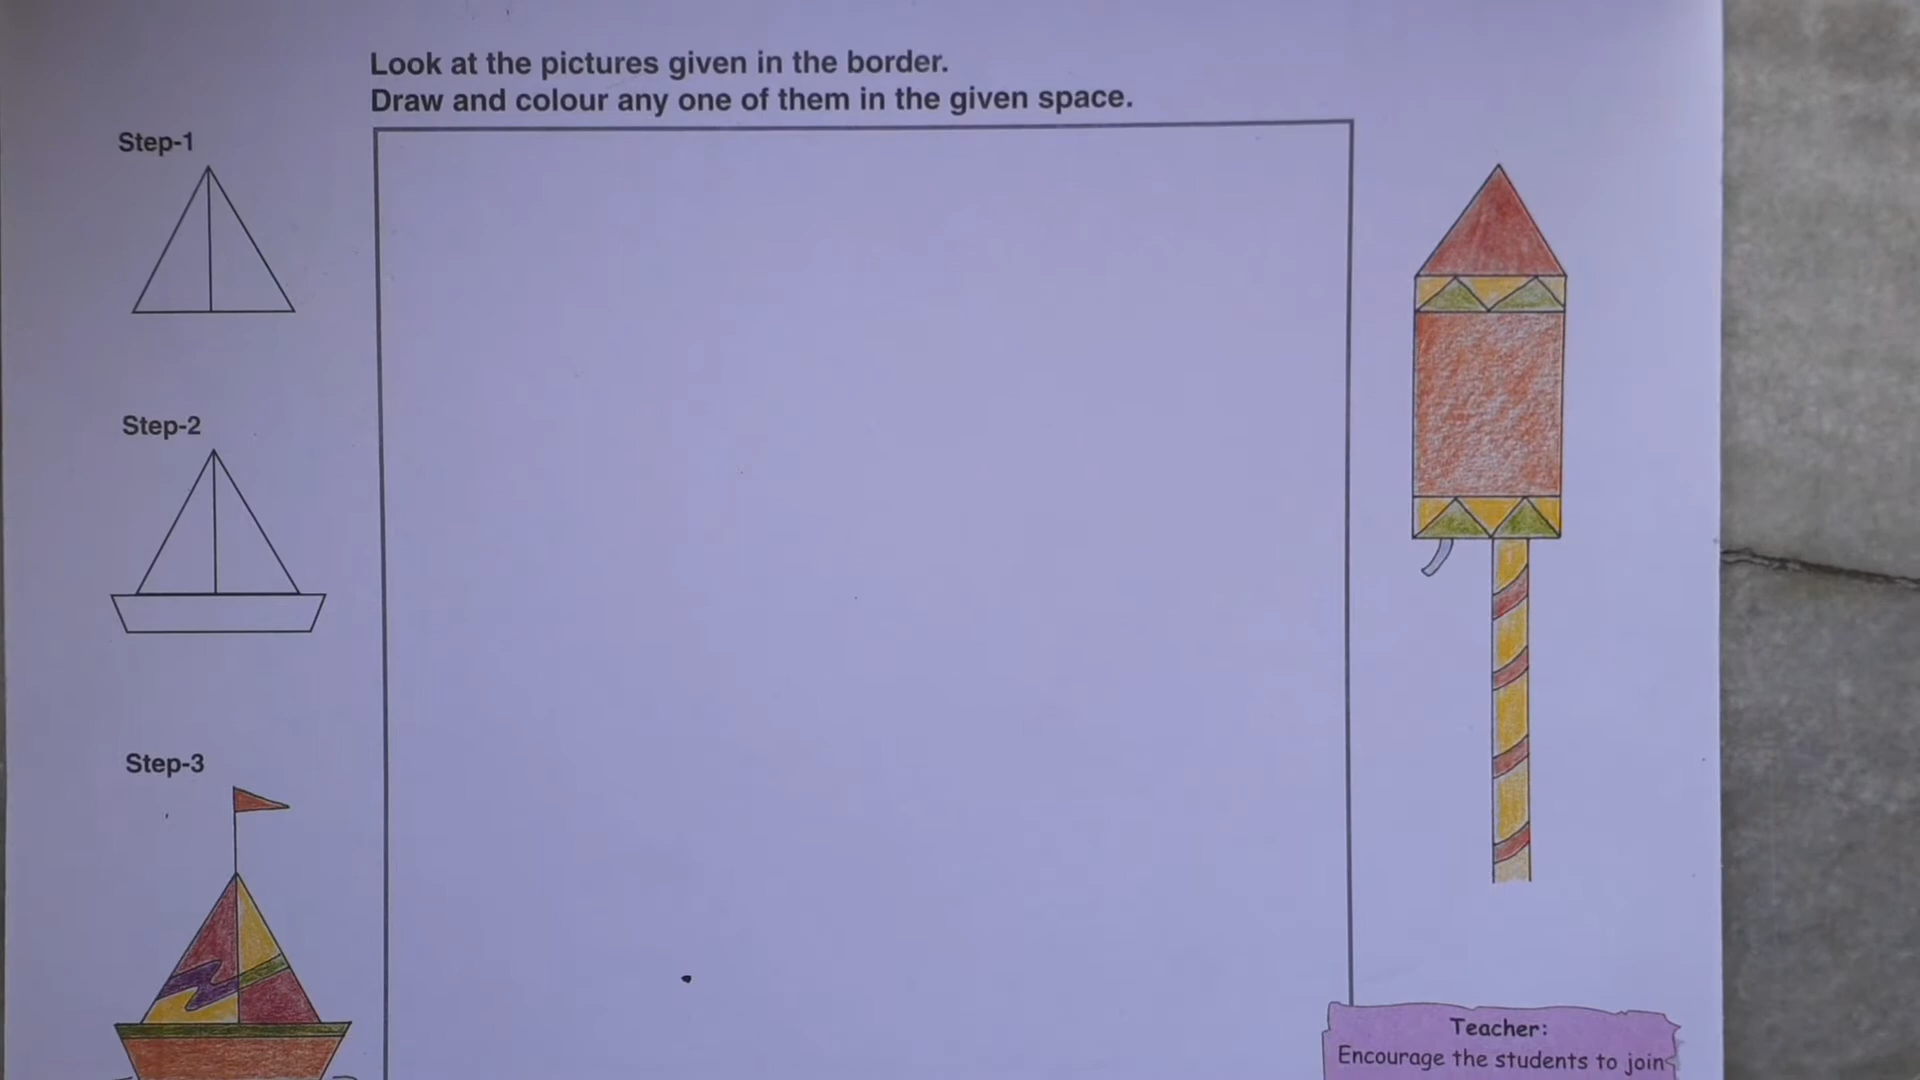 Look at the pictures given in the border.
Draw and colour any one of them in the given space.
Step-1
Step-2
Step-3
Teacher:
Encourage the students to join